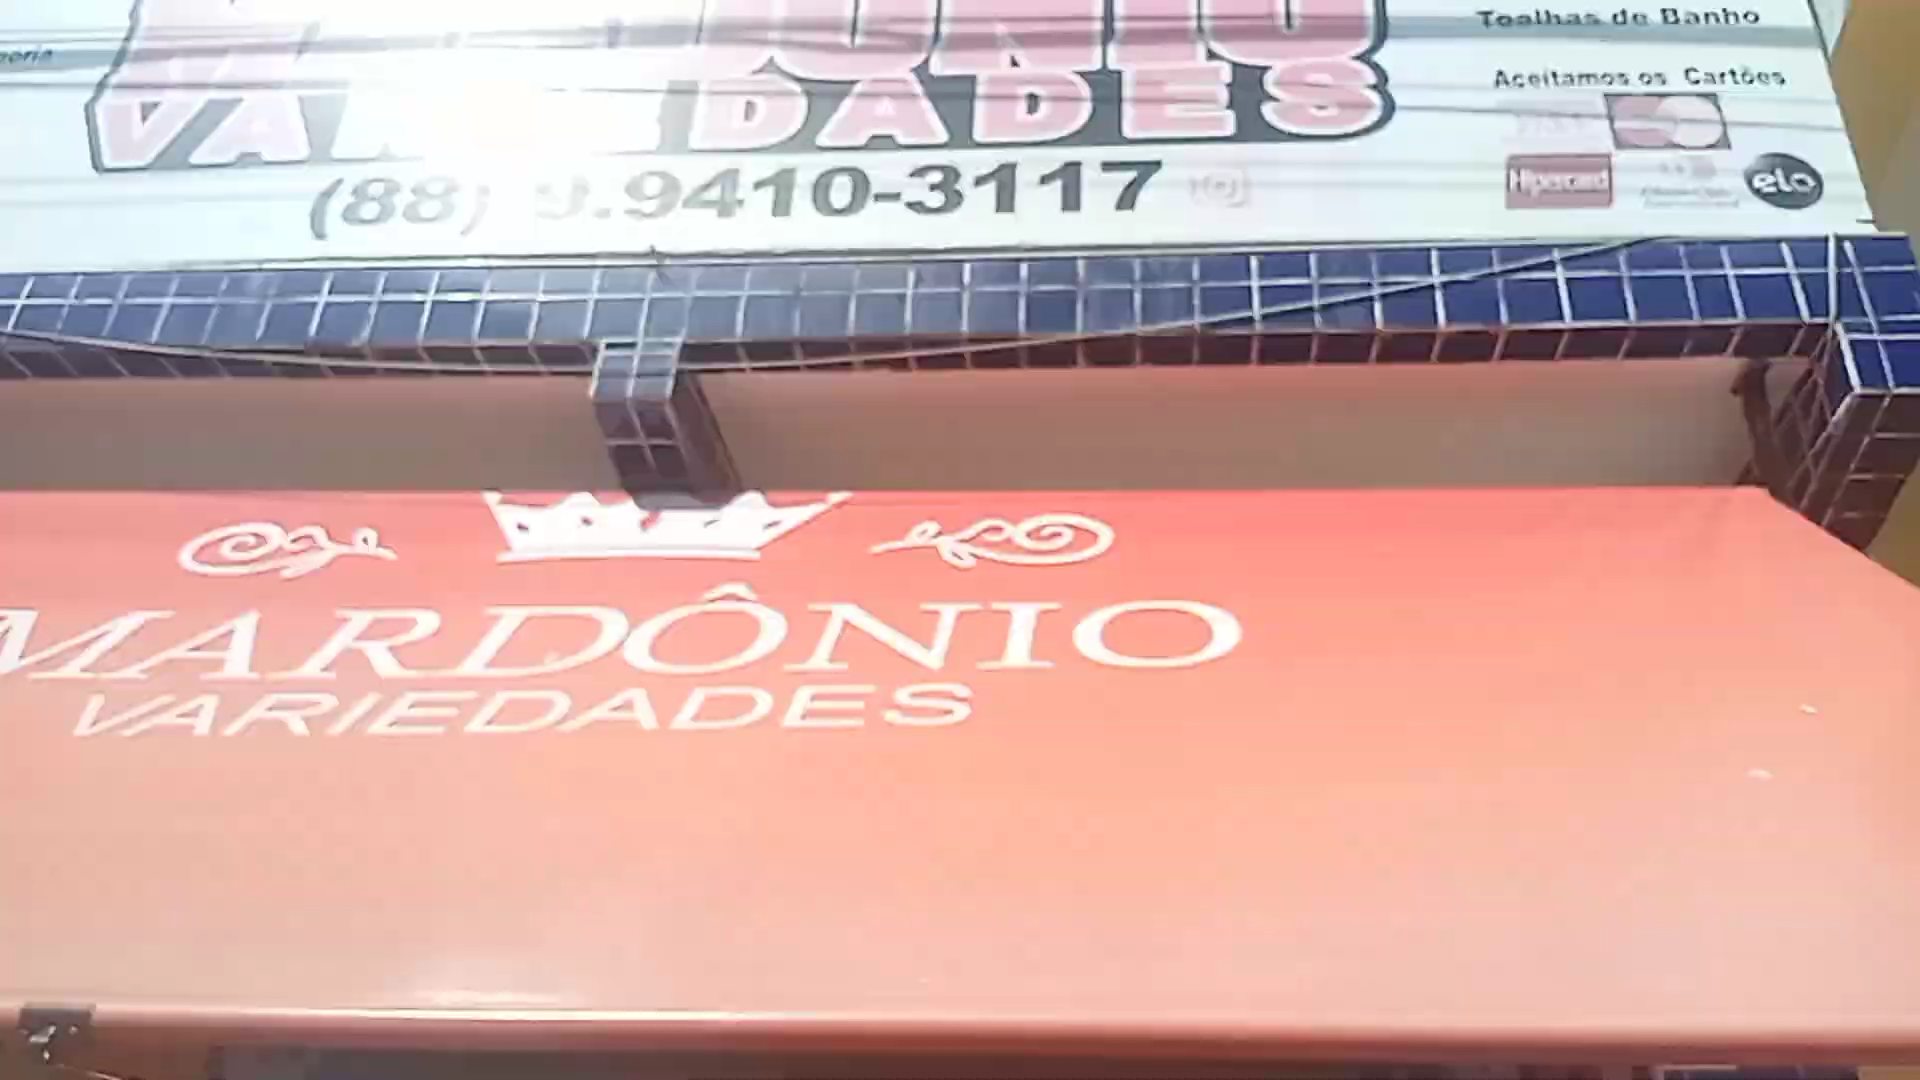 Toalhas de Banho
VARIEDADES
Aceitamos os Cartões
(88) 9.9410-3117
Hipercard
elo
MARDÔNIO
VARIEDADES